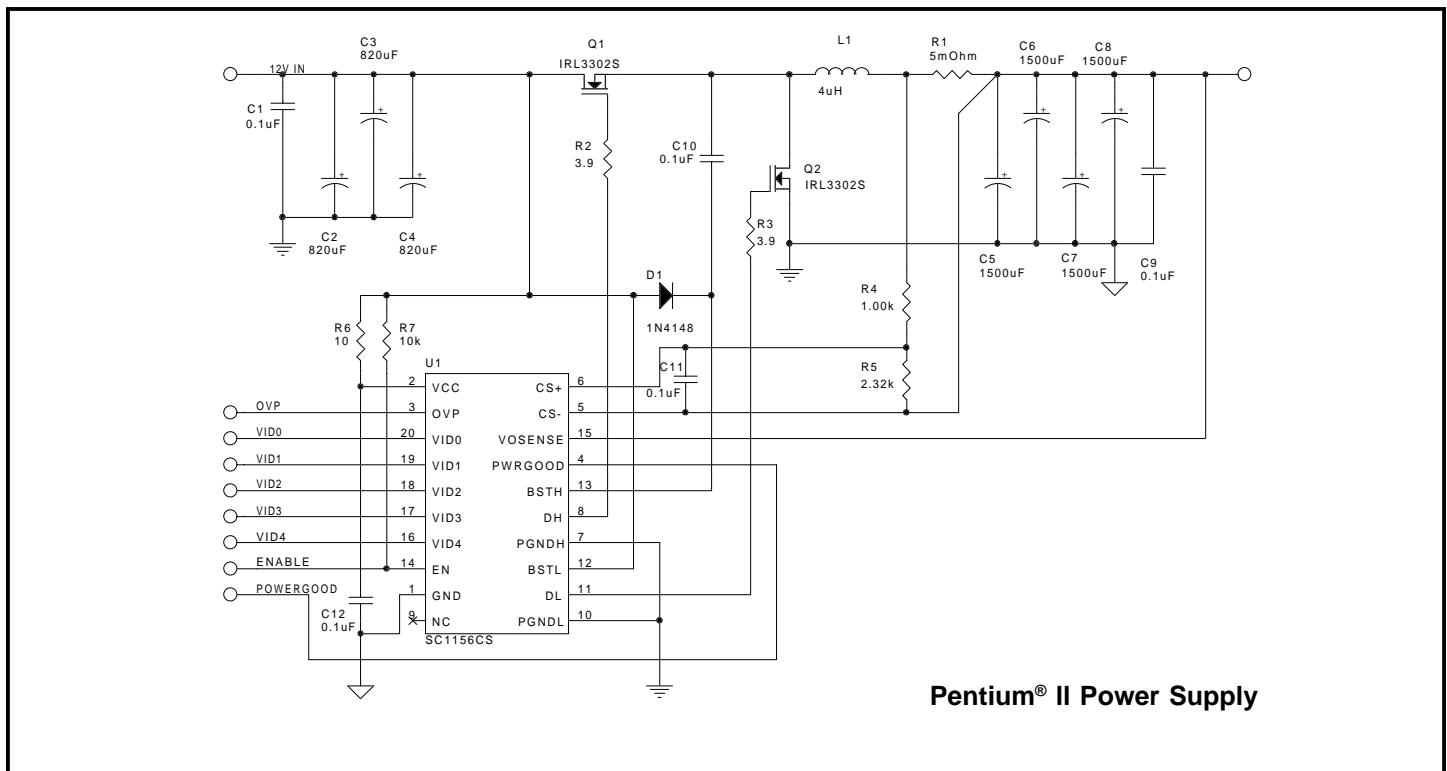 C3
820uF
Q1
IRL3302S
L1
4uH
R1
5mOhm
C6
1500uF
C8
1500uF
12V IN
C1
0.1uF
C2
820uF
C4
820uF
R2
3.9
C10
0.1uF
Q2
IRL3302S
R3
3.9
C5
1500uF
C7
1500uF
C9
0.1uF
D1
1N4148
R4
1.00k
R5
2.32k
C11
0.1uF
R6
10
R7
10k
U1
2 VCC CS+ 6
OVP 3 OVP CS- 5
VID0 20 VID0 VOSENSE 15
VID1 19 VID1 PWRGOOD 4
VID2 18 VID2 BSTH 13
VID3 17 VID3 DH 8
VID4 16 VID4 PGNDH 7
ENABLE 14 EN BSTL 12
POWERGOOD 1 GND DL 11
9 NC PGNDL 10
C12
0.1uF
SC1156CS
Pentium® II Power Supply